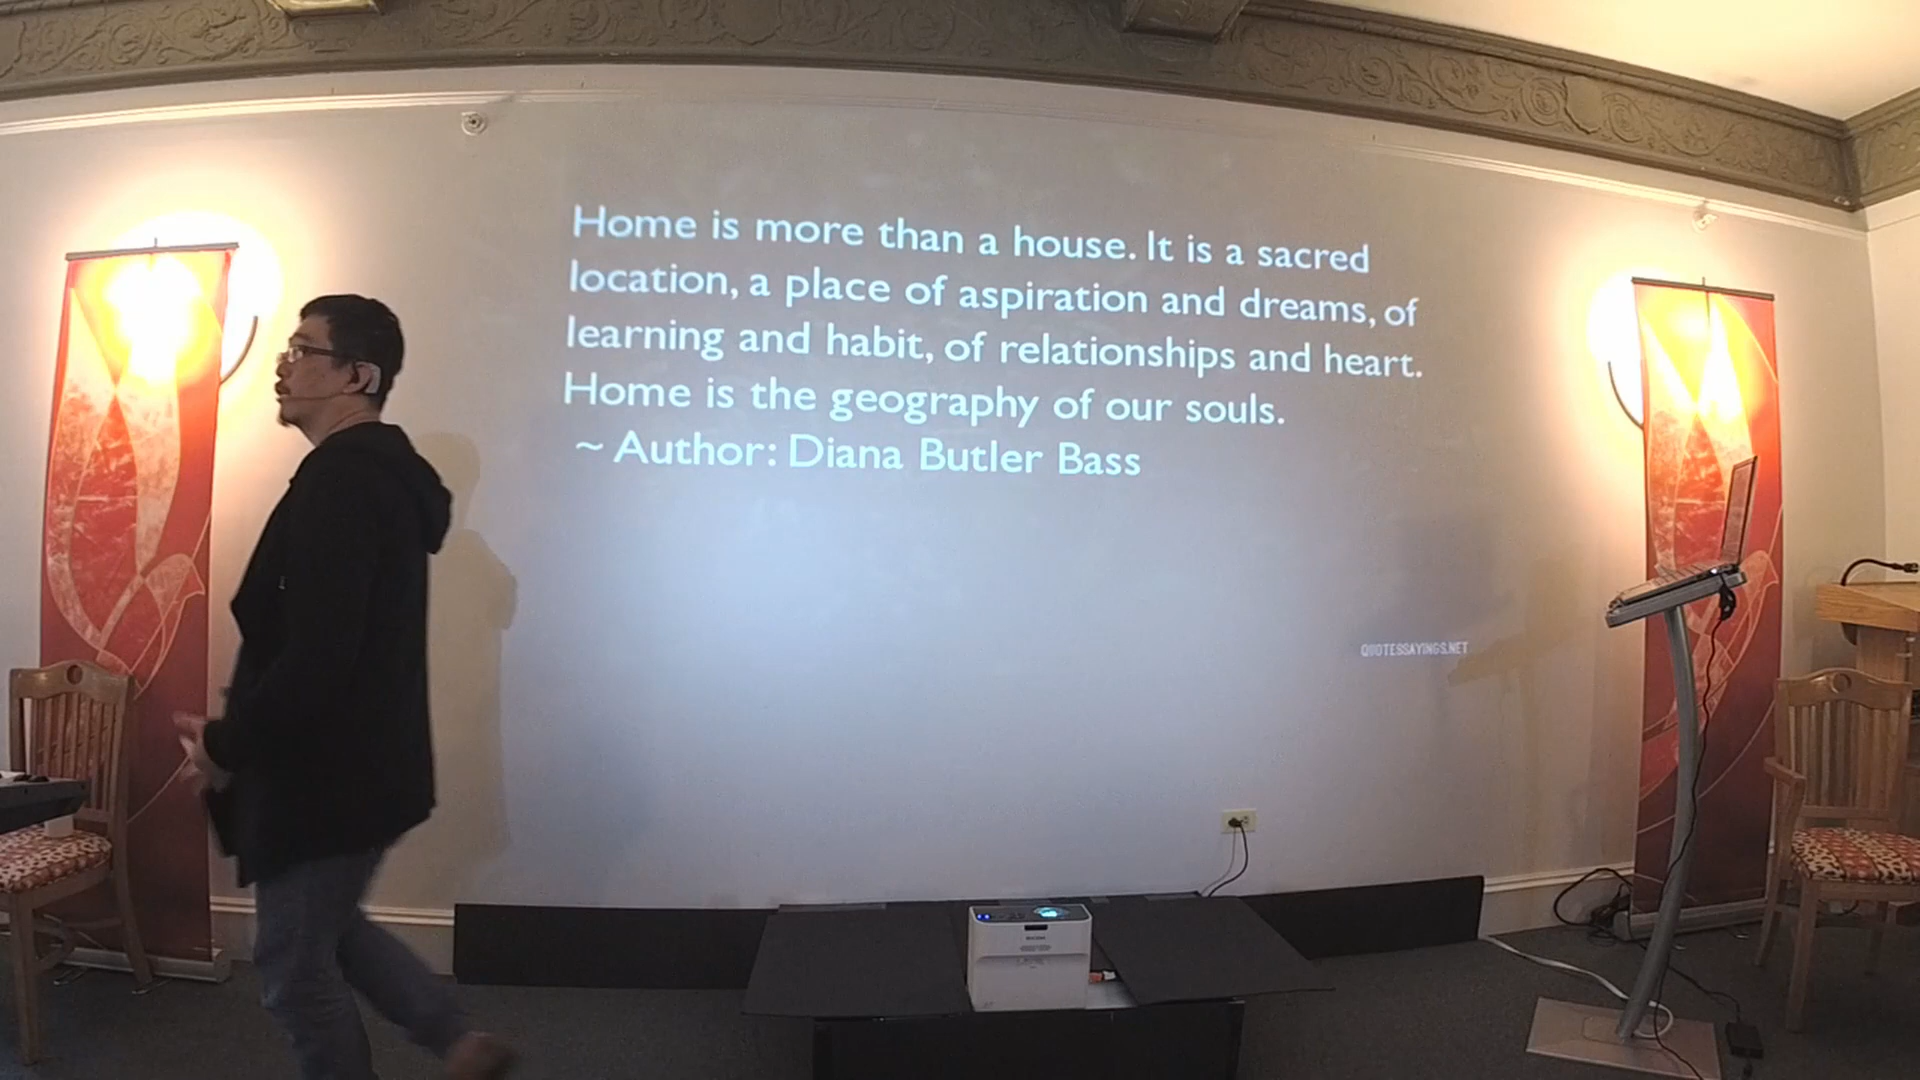 Home is more than a house. It is a sacred
location, a place of aspiration and dreams, of
learning and habit, of relationships and heart.
Home is the geography of our souls.
~ Author: Diana Butler Bass
QUOTESSAYINGS.NET